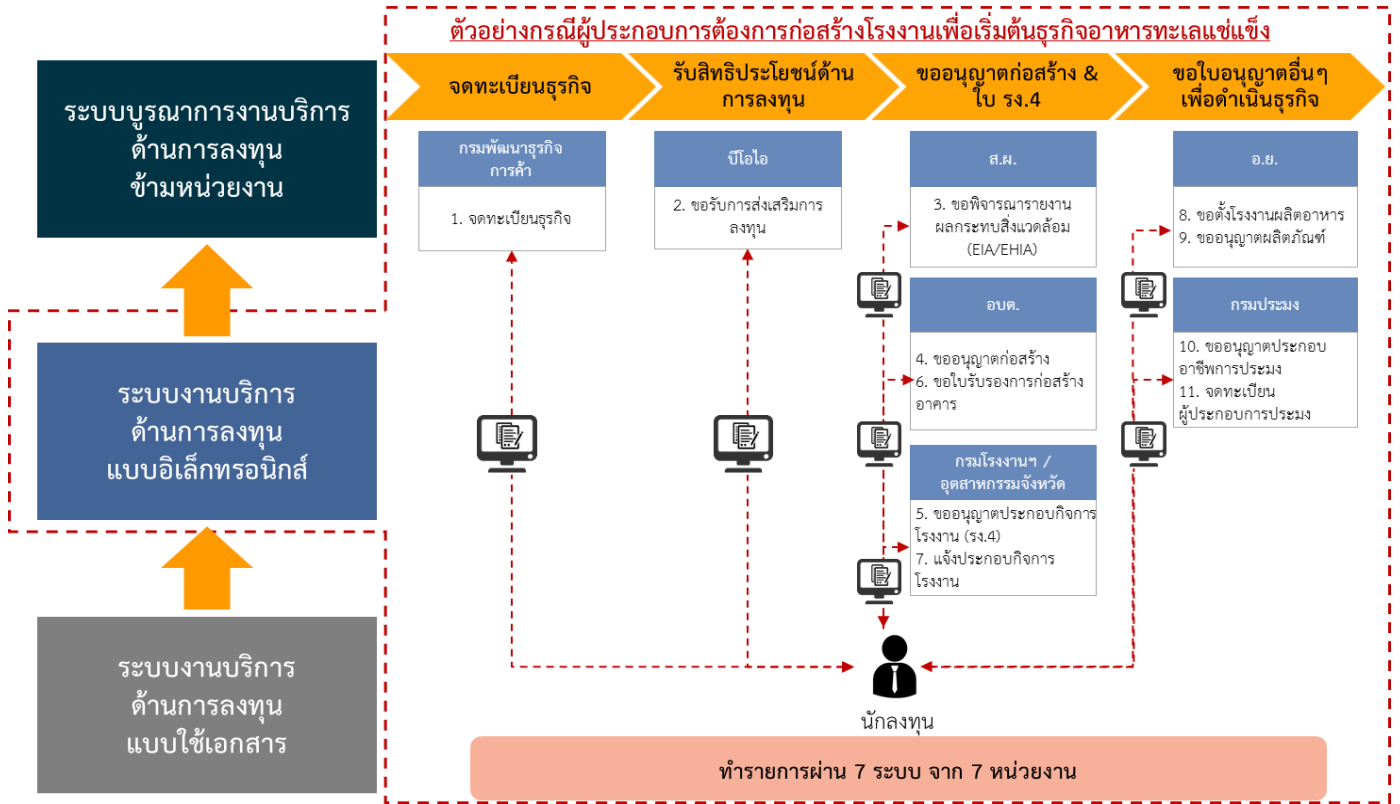 ตัวอย่างกรณีผู้ประกอบการต้องการก่อสร้างโรงงานเพื่อเริ่มต้นธุรกิจอาหารทะเลแช่แข็ง
ระบบบูรณาการงานบริการ
ด้านการลงทุน
ข้ามหน่วยงาน
ระบบงานบริการ
ด้านการลงทุน
แบบอิเล็กทรอนิกส์
ระบบงานบริการ
ด้านการลงทุน
แบบใช้เอกสาร
จดทะเบียนธุรกิจ
รับสิทธิประโยชน์ด้าน
การลงทุน
ขออนุญาตก่อสร้าง &
ใบ รง.4
ขอใบอนุญาตอื่นๆ
เพื่อดำเนินธุรกิจ
กรมพัฒนาธุรกิจ
การค้า
1. จดทะเบียนธุรกิจ
บีโอไอ
2. ขอรับการส่งเสริมการ
ลงทุน
ส.ผ.
3. ขอพิจารณารายงาน
ผลกระทบสิ่งแวดล้อม
(EIA/EHIA)
อบต.
4. ขออนุญาตก่อสร้าง
6. ขอใบรับรองการก่อสร้าง
อาคาร
กรมโรงงานฯ /
อุตสาหกรรมจังหวัด
5. ขออนุญาตประกอบกิจการ
โรงงาน (รง.4)
7. แจ้งประกอบกิจการ
โรงงาน
อ.ย.
8. ขอตั้งโรงงานผลิตอาหาร
9. ขออนุญาตผลิตภัณฑ์
กรมประมง
10. ขออนุญาตประกอบ
อาชีพการประมง
11. จดทะเบียน
ผู้ประกอบการประมง
นักลงทุน
ทำรายการผ่าน 7 ระบบ จาก 7 หน่วยงาน